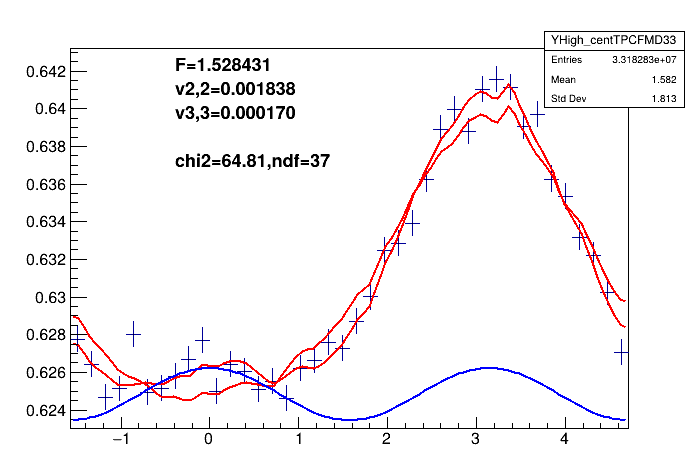 YHigh_centTPCFMD33
Entries 3.318283e+07
Mean 1.582
Std Dev 1.813
F=1.528431
v2,2=0.001838
v3,3=0.000170
chi2=64.81,ndf=37
0.642
0.64
0.638
0.636
0.634
0.632
0.63
0.628
0.626
0.624
−1 0 1 2 3 4